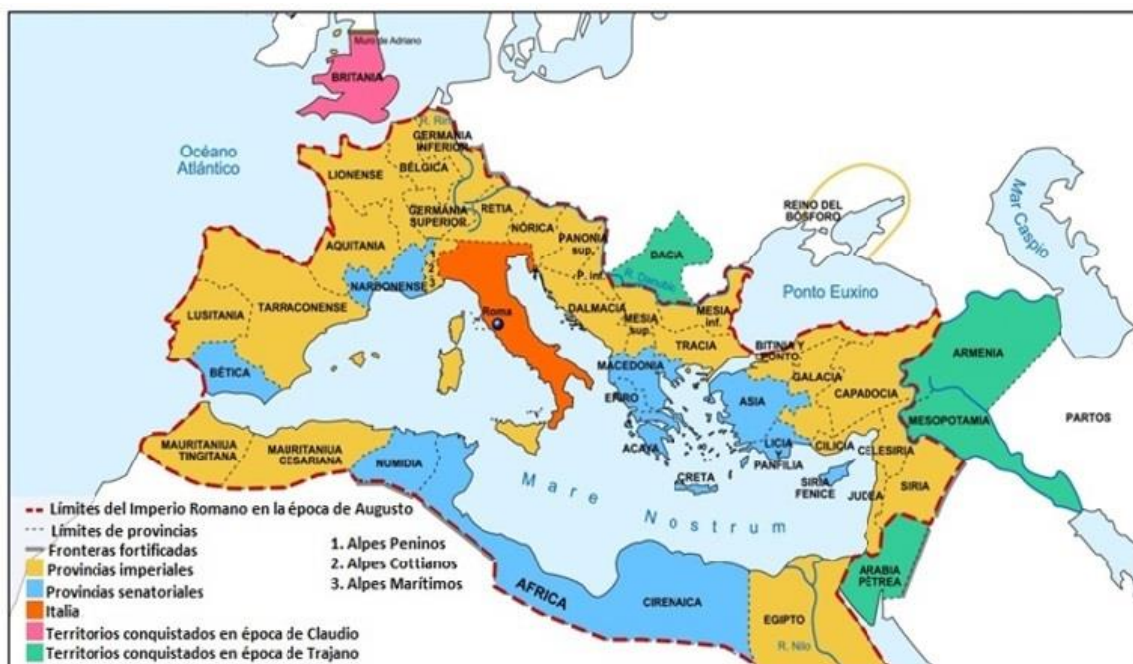 Muro de Adriano
BRITANIA
Océano
Atlántico
R. Rin
GERMANIA
INFERIOR
BÉLGICA
LIONENSE
GERMANIA
SUPERIOR
RETIA
NÓRICA
PANONIA
sup.
P. inf.
AQUITANIA
NARBONENSE
1
2
3
TARRACONENSE
LUSITANIA
BÉTICA
Roma
DALMACIA
DACIA
R. Danubio
MESIA
sup.
MESIA
inf.
TRACIA
MACEDONIA
EPIRO
ACAYA
REINO DEL
BÓSFORO
Ponto Euxino
Mar Caspio
BITINIA Y
PONTO
GALACIA
CAPADOCIA
ASIA
LICIA
Y
PANFILIA
CILICIA
CELESIRIA
ARMENIA
MESOPOTAMIA
PARTOS
CRETA
SIRIA
FENICE
JUDEA
SIRIA
ARABIA
PÉTREA
MAURITANIUA
TINGITANA
MAURITANIUA
CESARIANA
NUMIDIA
Mare Nostrum
AFRICA
CIRENAICA
EGIPTO
R. Nilo
Límites del Imperio Romano en la época de Augusto
Límites de provincias
Fronteras fortificadas
Provincias imperiales
Provincias senatoriales
Italia
Territorios conquistados en época de Claudio
Territorios conquistados en época de Trajano
1. Alpes Peninos
2. Alpes Cottianos
3. Alpes Marítimos